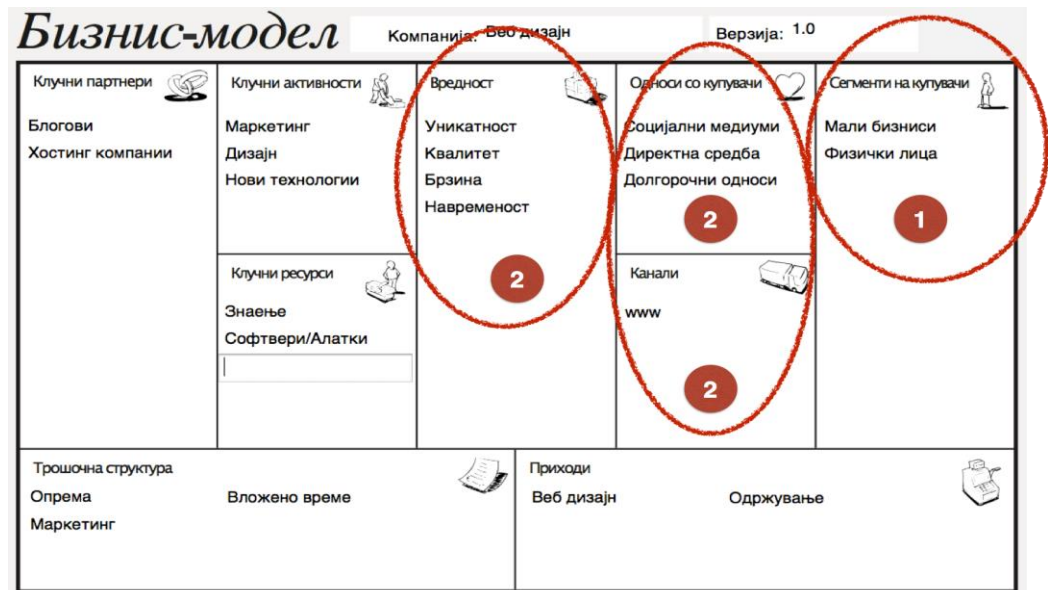 Бизнис-модел
Компанија: Веб дизајн
Верзија: 1.0
Клучни партнери
Блогови
Хостинг компании
Клучни активности
Маркетинг
Дизајн
Нови технологии
Клучни ресурси
Знаење
Софтвери/Алатки
Вредност
Уникатност
Квалитет
Брзина
Навременост
2
Односи со купувачи
Социјални медиуми
Директна средба
Долгорочни односи
2
Канали
www
2
Сегменти на купувачи
Мали бизниси
Физички лица
1
Трошочна структура
Опрема
Вложено време
Маркетинг
Приходи
Веб дизајн
Одржување